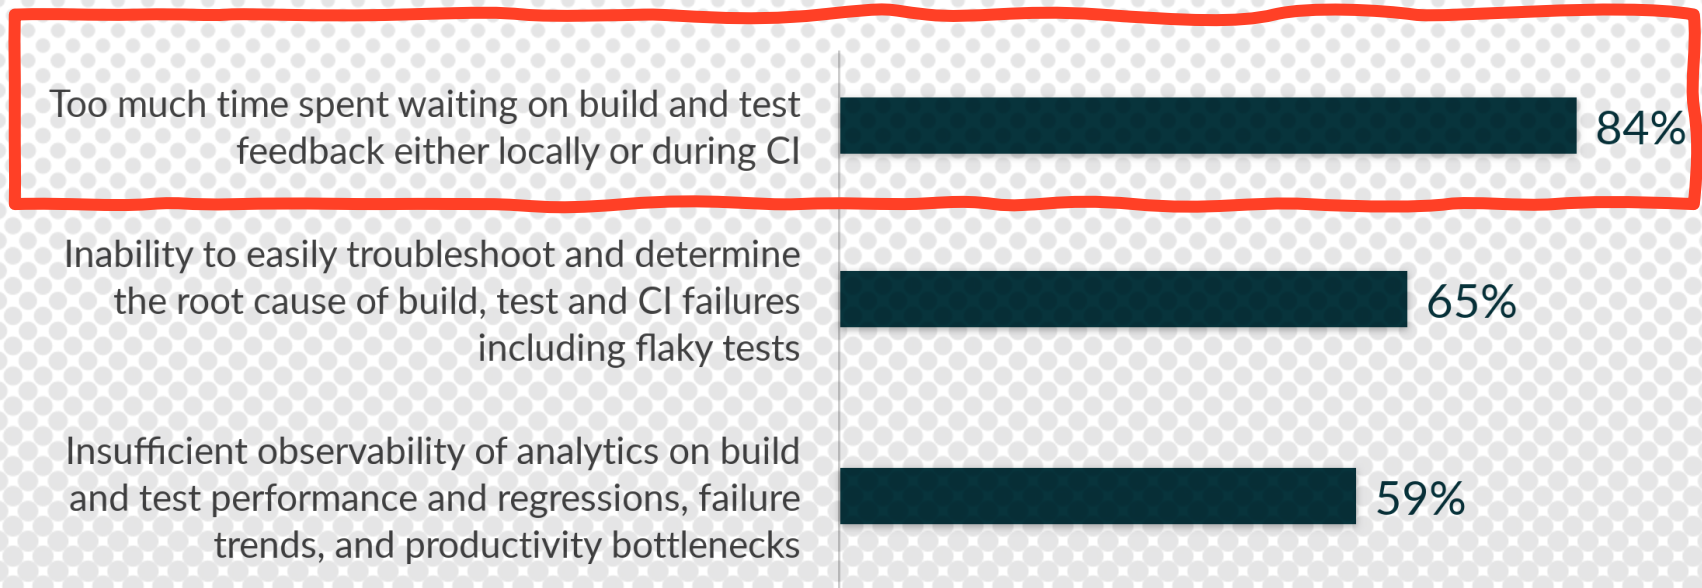 Too much time spent waiting on build and test
feedback either locally or during CI
84%
Inability to easily troubleshoot and determine
the root cause of build, test and CI failures
including flaky tests
65%
Insufficient observability of analytics on build
and test performance and regressions, failure
trends, and productivity bottlenecks
59%